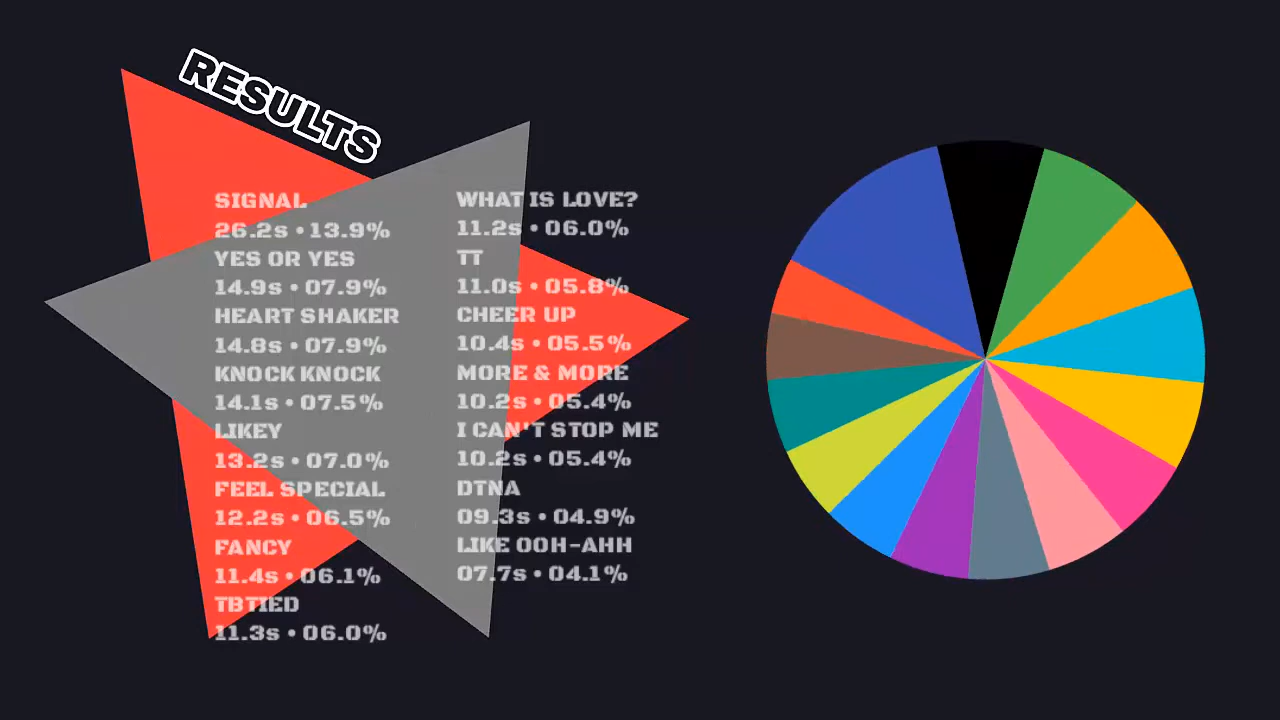 RESULTS
SIGNAL
26.2s • 13.9%
YES OR YES
14.9s • 07.9%
HEART SHAKER
14.8s • 07.9%
KNOCK KNOCK
14.1s • 07.5%
LIKEY
13.2s • 07.0%
FEEL SPECIAL
12.2s • 06.5%
FANCY
11.4s • 06.1%
TBTIED
11.3s • 06.0%
WHAT IS LOVE?
11.2s • 06.0%
TT
11.0s • 05.8%
CHEER UP
10.4s • 05.5%
MORE & MORE
10.2s • 05.4%
I CAN'T STOP ME
10.2s • 05.4%
DTNA
09.3s • 04.9%
LIKE OOH-AHH
07.7s • 04.1%